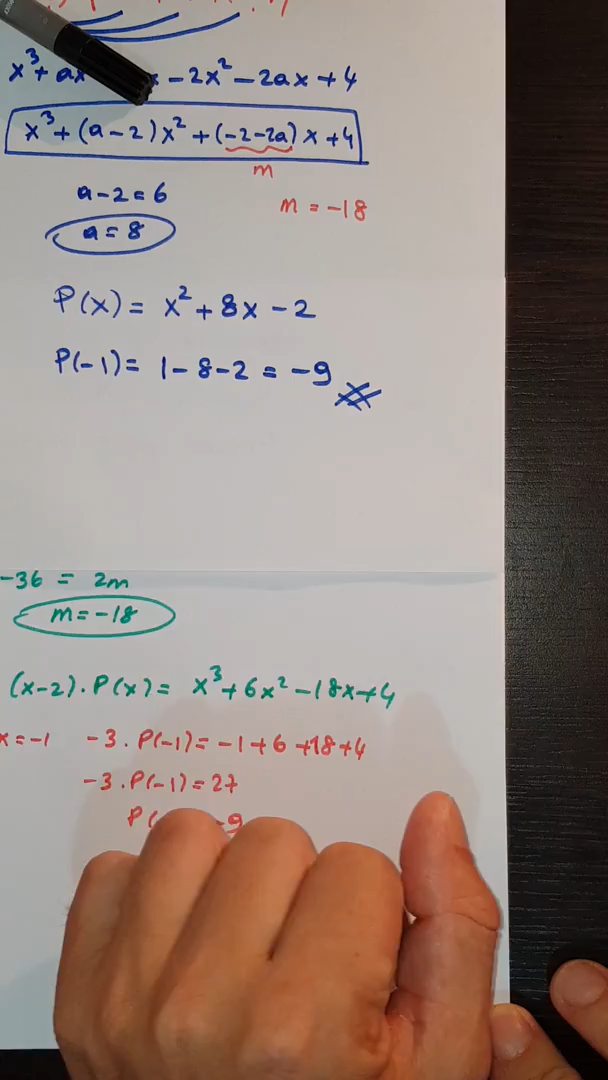 x³ + ax - 2x² - 2ax + 4
x³ + (a - 2)x² + (-2 - 2a)x + 4
m
a - 2 = 6
m = -18
a = 8
P(x) = x² + 8x - 2
P(-1) = 1 - 8 - 2 = -9
-36 = 2m
m = -18
(x-2). P(x) = x³ + 6x² - 18x + 4
x = -1 -3. P(-1) = -1 + 6 + 18 + 4
-3. P(-1) = 27
P( -9